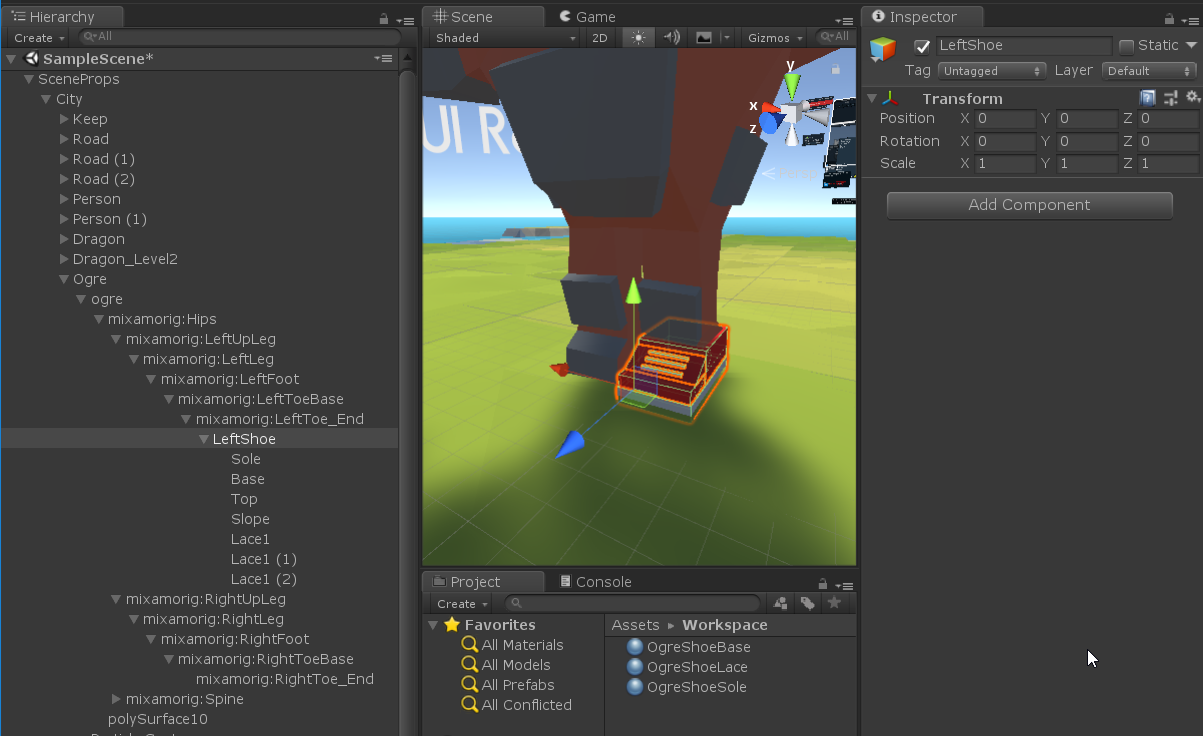 Hierarchy
Create
All
SampleScene*
SceneProps
City
Keep
Road
Road (1)
Road (2)
Person
Person (1)
Dragon
Dragon_Level2
Ogre
ogre
mixamorig:Hips
mixamorig:LeftUpLeg
mixamorig:LeftLeg
mixamorig:LeftFoot
mixamorig:LeftToeBase
mixamorig:LeftToe_End
LeftShoe
Sole
Base
Top
Slope
Lace1
Lace1 (1)
Lace1 (2)
mixamorig:RightUpLeg
mixamorig:RightLeg
mixamorig:RightFoot
mixamorig:RightToeBase
mixamorig:RightToe_End
mixamorig:Spine
polySurface10
Scene Game
Shaded 2D Gizmos All
y
x
z
UI R
Project Console
Create
Favorites
All Materials
All Models
All Prefabs
All Conflicted
Assets Workspace
OgreShoeBase
OgreShoeLace
OgreShoeSole
Inspector
LeftShoe Static
Tag Untagged Layer Default
Transform
Position X 0 Y 0 Z 0
Rotation X 0 Y 0 Z 0
Scale X 1 Y 1 Z 1
Add Component